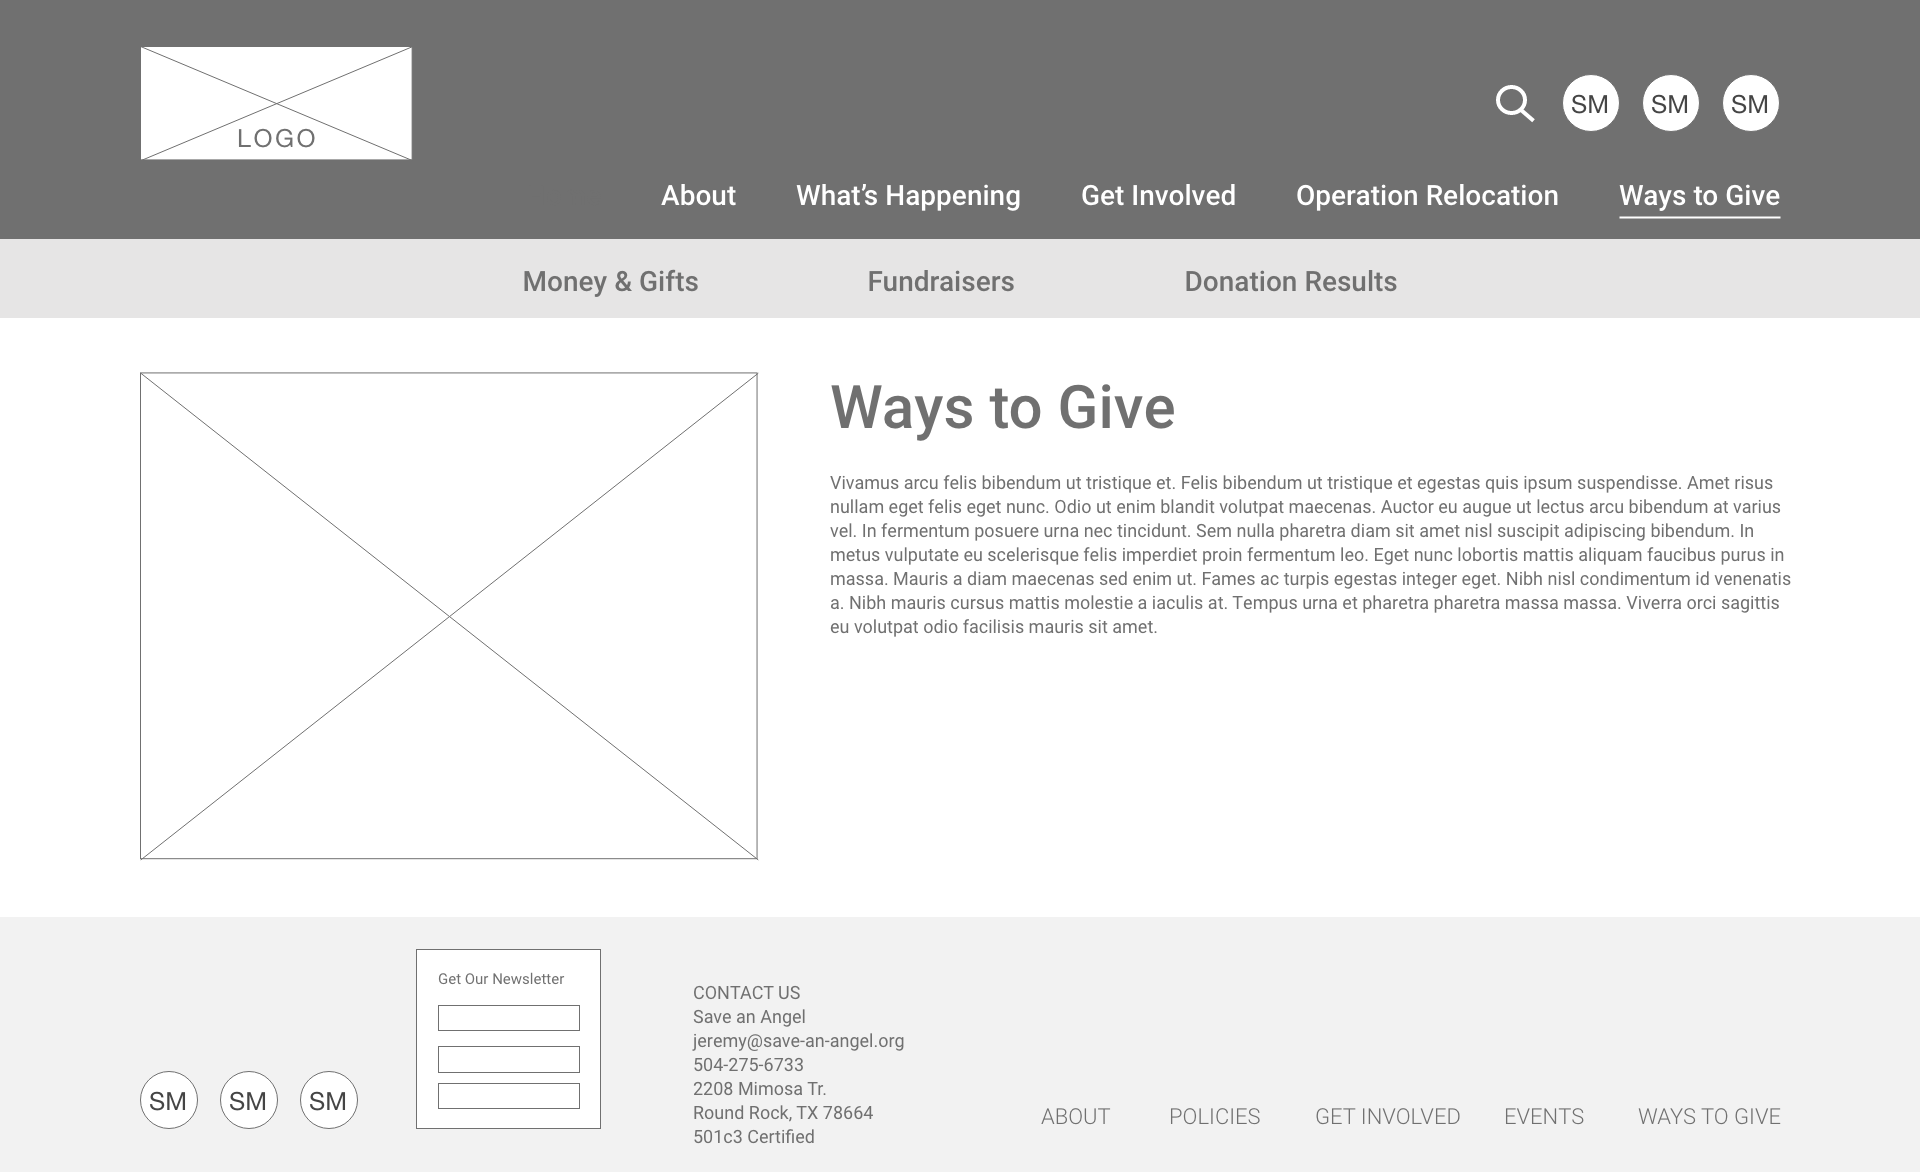 LOGO
SM SM SM
About What’s Happening Get Involved Operation Relocation Ways to Give
Money & Gifts Fundraisers Donation Results
Ways to Give
Vivamus arcu felis bibendum ut tristique et. Felis bibendum ut tristique et egestas quis ipsum suspendisse. Amet risus
nullam eget felis eget nunc. Odio ut enim blandit volutpat maecenas. Auctor eu augue ut lectus arcu bibendum at varius
vel. In fermentum posuere urna nec tincidunt. Sem nulla pharetra diam sit amet nisl suscipit adipiscing bibendum. In
metus vulputate eu scelerisque felis imperdiet proin fermentum leo. Eget nunc lobortis mattis aliquam faucibus purus in
massa. Mauris a diam maecenas sed enim ut. Fames ac turpis egestas integer eget. Nibh nisl condimentum id venenatis
a. Nibh mauris cursus mattis molestie a iaculis at. Tempus urna et pharetra pharetra massa massa. Viverra orci sagittis
eu volutpat odio facilisis mauris sit amet.
SM SM SM
Get Our Newsletter
CONTACT US
Save an Angel
jeremy@save-an-angel.org
504-275-6733
2208 Mimosa Tr.
Round Rock, TX 78664
501c3 Certified
ABOUT POLICIES GET INVOLVED EVENTS WAYS TO GIVE